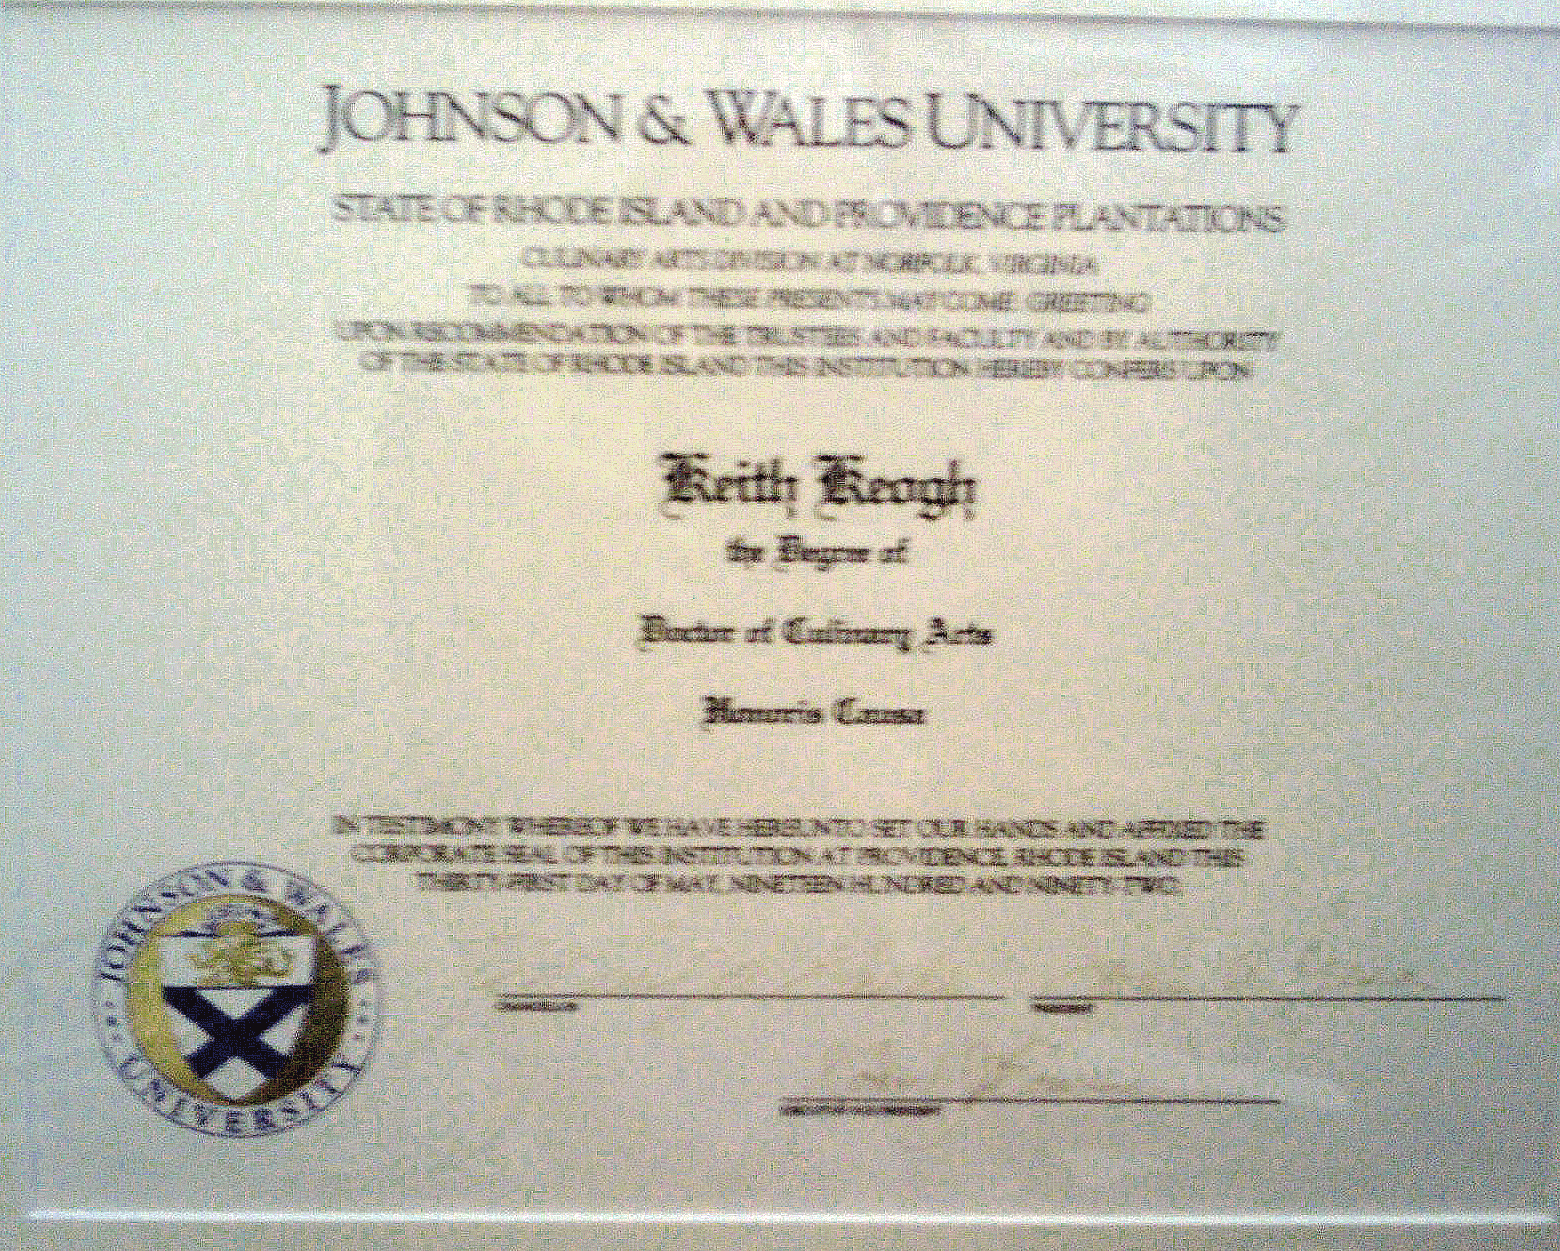 JOHNSON & WALES UNIVERSITY
STATE OF RHODE ISLAND AND PROVIDENCE PLANTATIONS
CULINARY ARTS DIVISION AT NORFOLK, VIRGINIA
TO ALL TO WHOM THESE PRESENTS MAY COME GREETING
UPON RECOMMENDATION OF THE TRUSTEES AND FACULTY AND BY AUTHORITY
OF THE STATE OF RHODE ISLAND THIS INSTITUTION HEREBY CONFERS UPON
Keith Keogh
the Degree of
Doctor of Culinary Arts
Honoris Causa
IN TESTIMONY WHEREOF WE HAVE HEREUNTO SET OUR HANDS AND AFFIXED THE
CORPORATE SEAL OF THIS INSTITUTION AT PROVIDENCE, RHODE ISLAND THIS
THIRTY-FIRST DAY OF MAY, NINETEEN HUNDRED AND NINETY-TWO
JOHNSON & WALES
UNIVERSITY